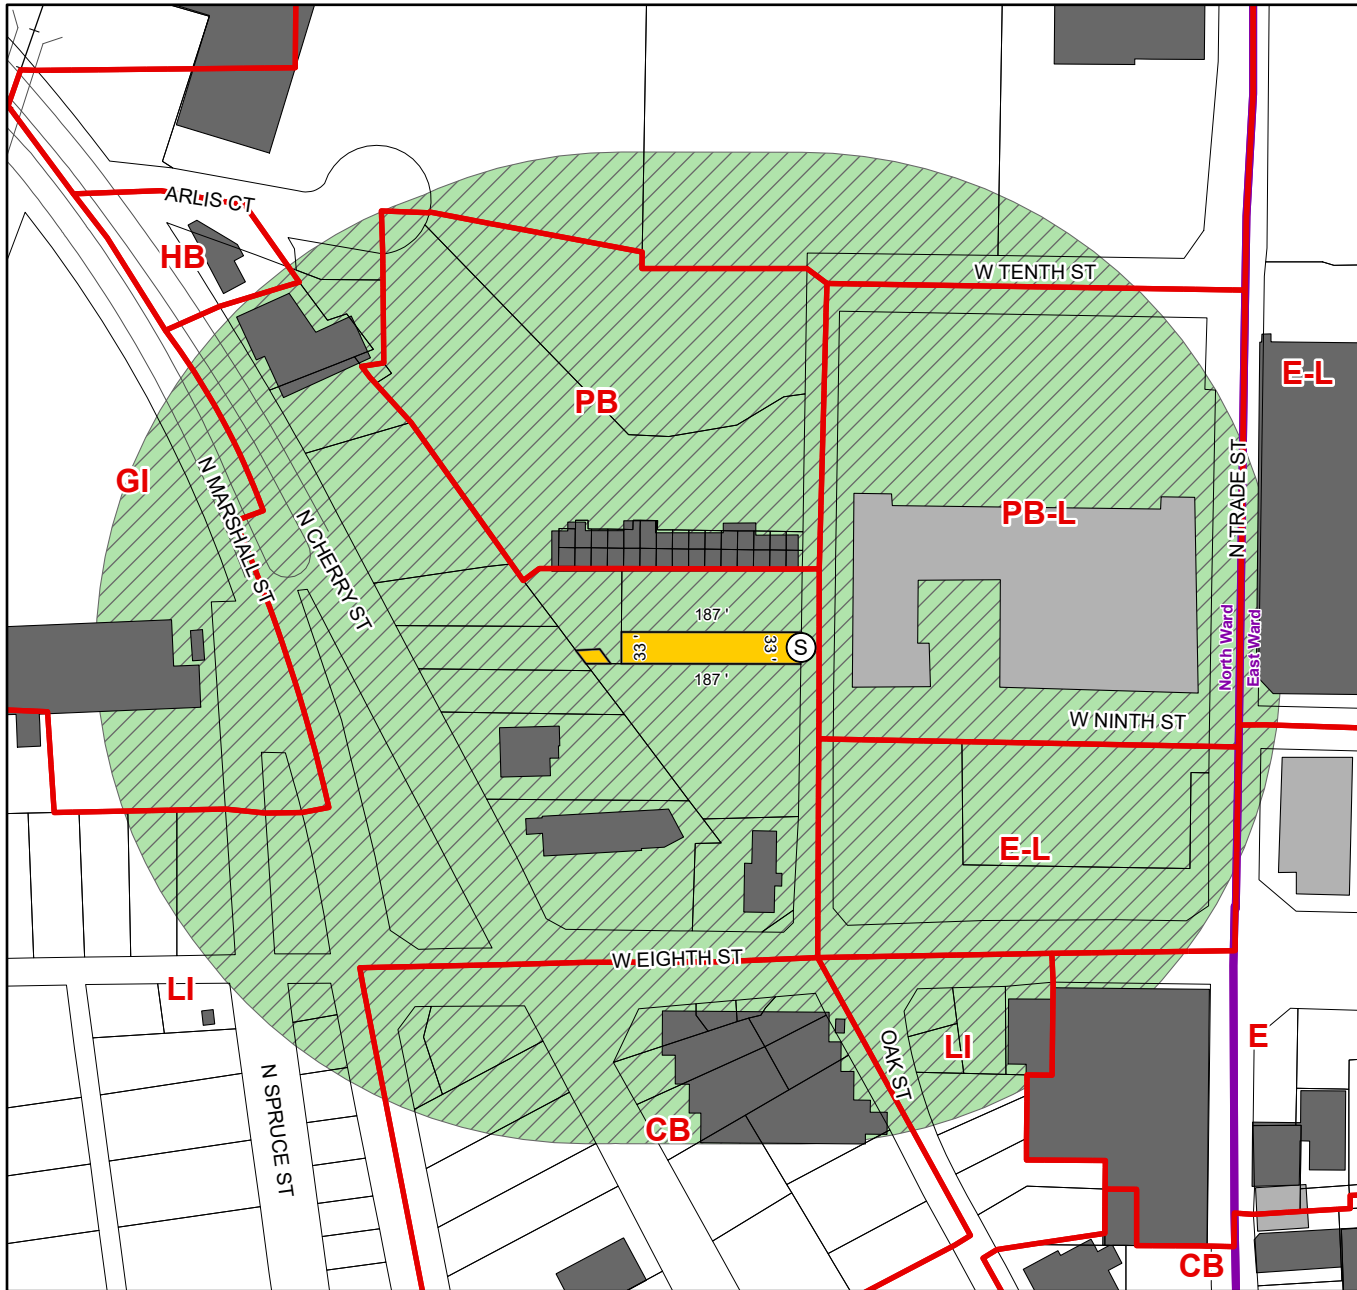 ARLIS CT
HB
W TENTH ST
E-L
PB
GI
N MARSHALL ST
N CHERRY ST
PB-L
N TRADE ST
187 '
33 '
33 '
S
187 '
North Ward
East Ward
W NINTH ST
E-L
W EIGHTH ST
LI
N SPRUCE ST
OAK ST
LI
E
CB
CB